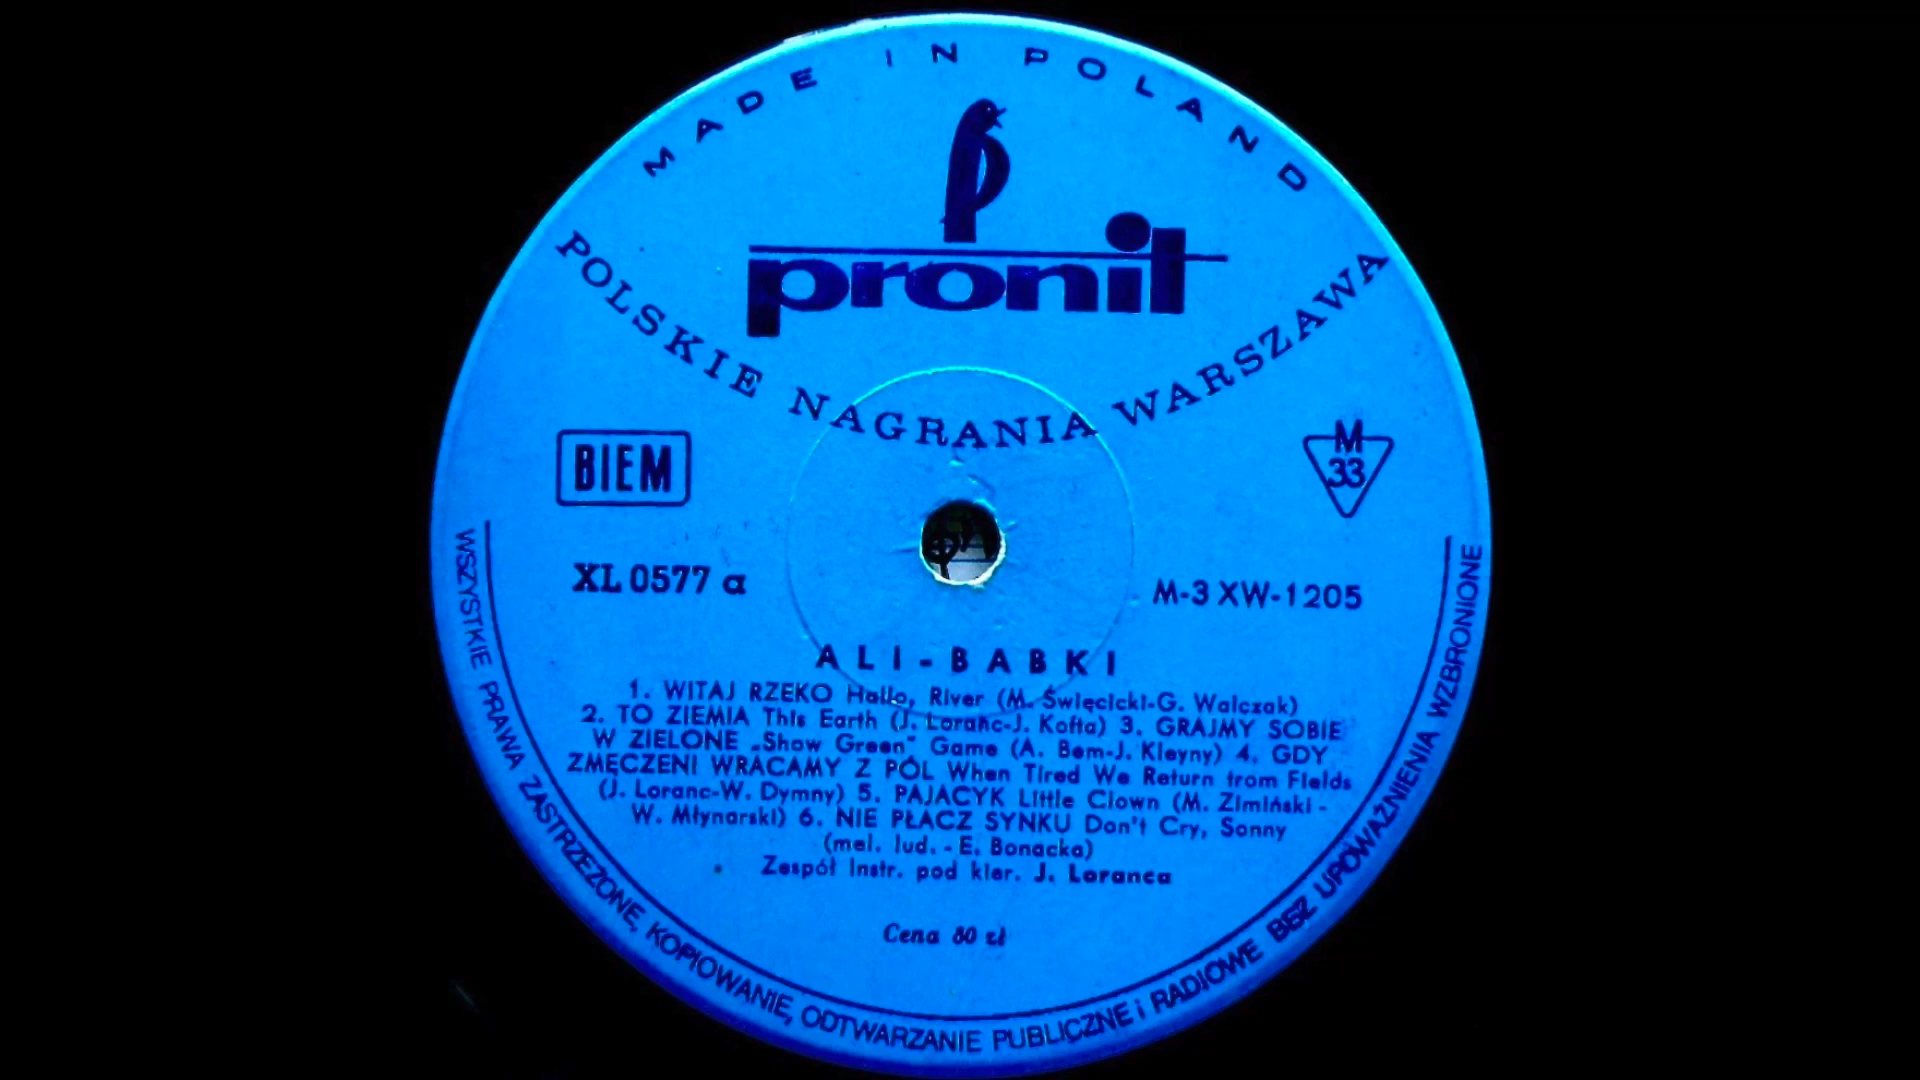 MADE IN POLAND
pronit
POLSKIE NAGRANIA WARSZAWA
BIEM
M
33
XL 0577 a
M-3 XW-1205
ALI-BABKI
1. WITAJ RZEKO Hallo, River (M. Święcicki-G. Walczak)
2. TO ZIEMIA This Earth (J. Loranc-J. Kofta) 3. GRAJMY SOBIE
W ZIELONE „Show Green" Game (A. Bem-J. Kleyny) 4. GDY
ZMĘCZENI WRACAMY Z PÓL When Tired We Return from Fields
(J. Loranc-W. Dymny) 5. PAJACYK Little Clown (M. Zimiński -
W. Młynarski) 6. NIE PŁACZ SYNKU Don't Cry, Sonny
(mel. lud. - E. Bonacka)
Zespół Instr. pod kier. J. Loranca
Cena 80 zł
WSZYSTKIE PRAWA ZASTRZEŻONE, KOPIOWANIE, ODTWARZANIE PUBLICZNE i RADIOWE BEZ UPOWAŻNIENIA WZBRONIONE